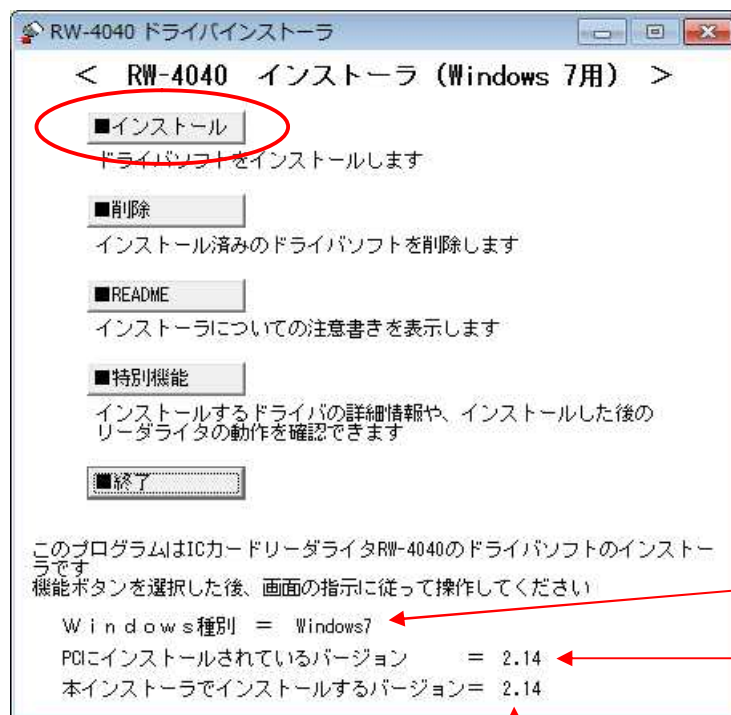 RW-4040 ドライバインストーラ
＜ RW-4040 インストーラ（Windows 7用） ＞
■インストール
ドライバソフトをインストールします
■削除
インストール済みのドライバソフトを削除します
■README
インストーラについての注意書きを表示します
■特別機能
インストールするドライバの詳細情報や、インストールした後の
リーダライタの動作を確認できます
■終了
このプログラムはICカードリーダライタRW-4040のドライバソフトのインストー
ラです
機能ボタンを選択した後、画面の指示に従って操作してください
Ｗｉｎｄｏｗｓ種別 ＝ Windows7
PCにインストールされているバージョン ＝ 2.14
本インストーラでインストールするバージョン＝ 2.14